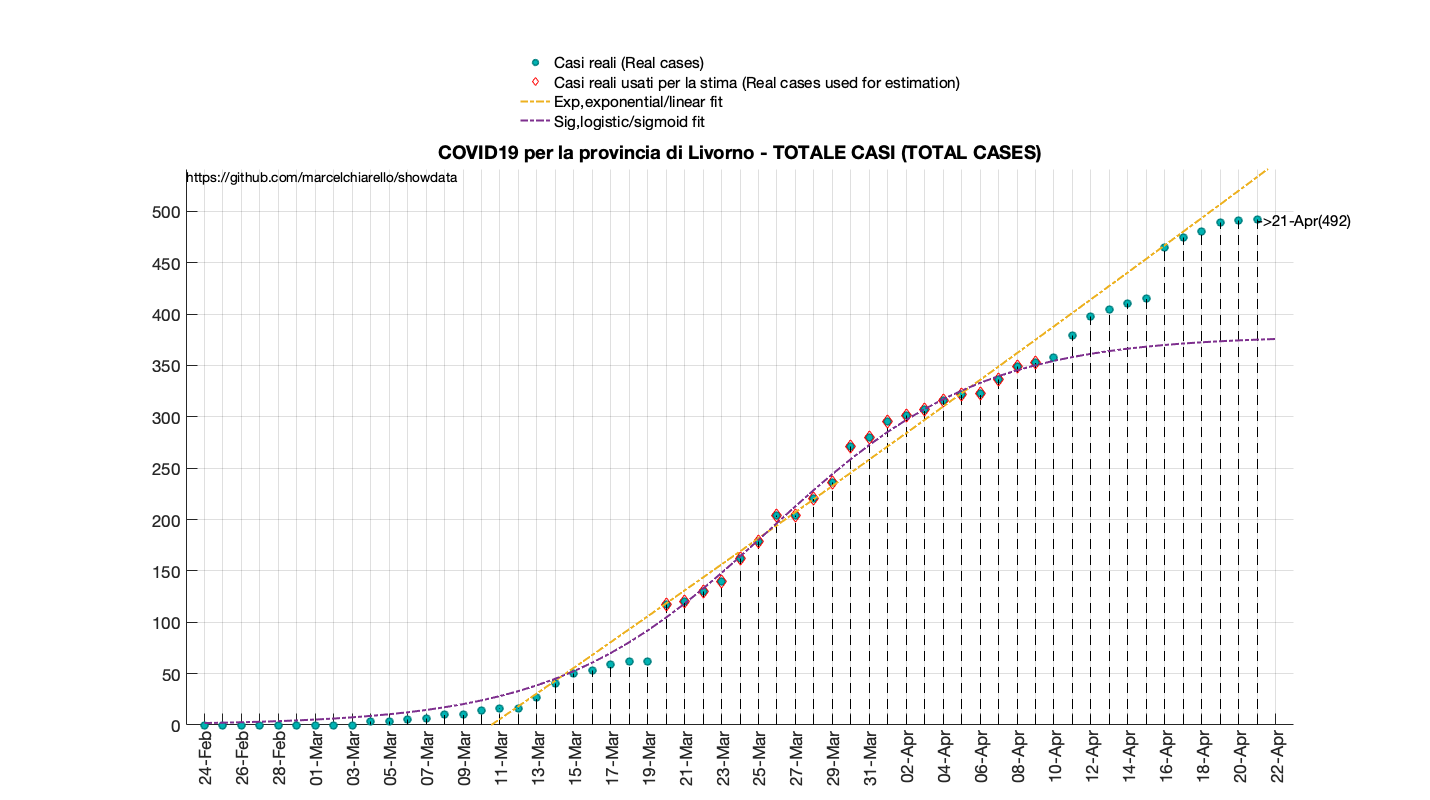 Casi reali (Real cases)
Casi reali usati per la stima (Real cases used for estimation)
Exp,exponential/linear fit
Sig,logistic/sigmoid fit
COVID19 per la provincia di Livorno - TOTALE CASI (TOTAL CASES)
https://github.com/marcelchiarello/showdata
500
450
400
350
300
250
200
150
100
50
0
>21-Apr(492)
24-Feb
26-Feb
28-Feb
01-Mar
03-Mar
05-Mar
07-Mar
09-Mar
11-Mar
13-Mar
15-Mar
17-Mar
19-Mar
21-Mar
23-Mar
25-Mar
27-Mar
29-Mar
31-Mar
02-Apr
04-Apr
06-Apr
08-Apr
10-Apr
12-Apr
14-Apr
16-Apr
18-Apr
20-Apr
22-Apr